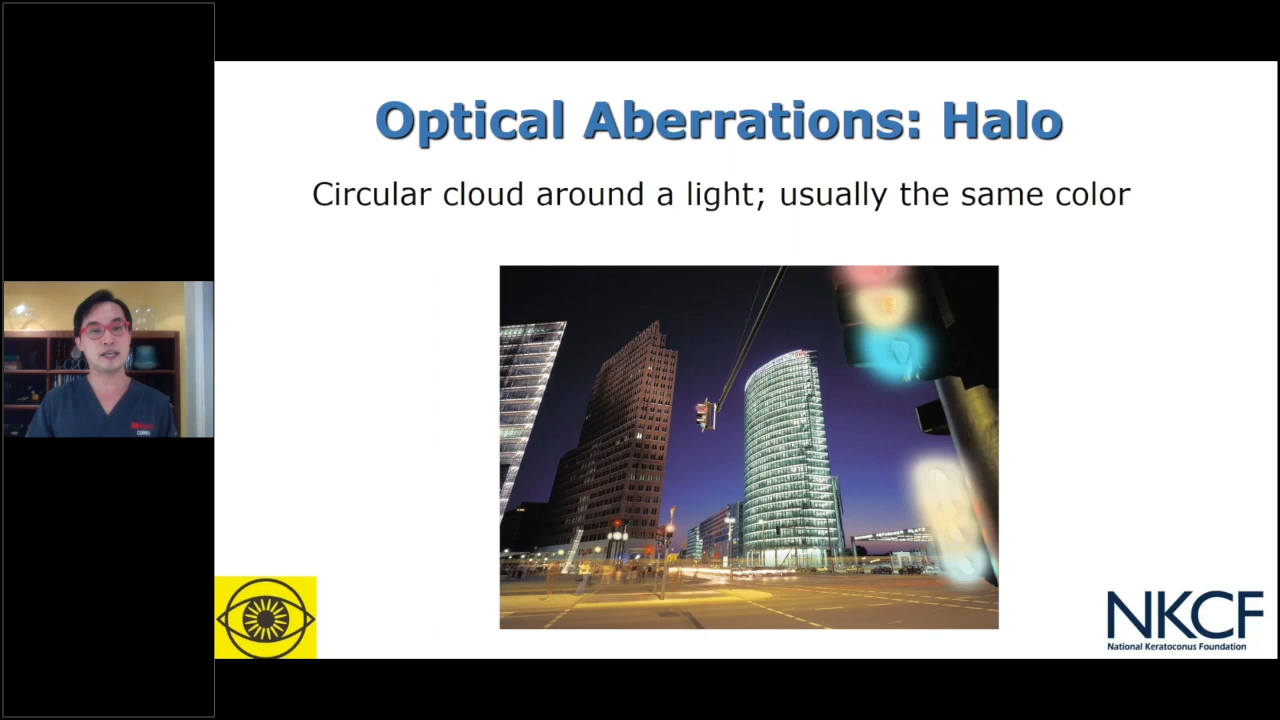 Optical Aberrations: Halo
Circular cloud around a light; usually the same color
NKCF
National Keratoconus Foundation